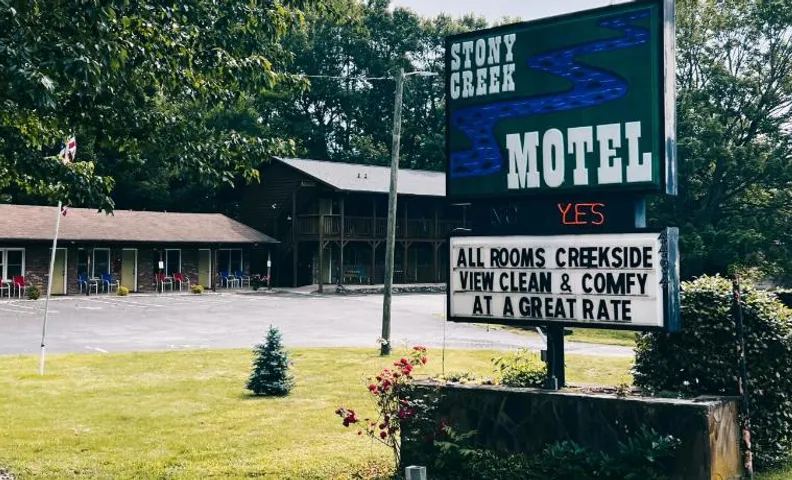 STONY
CREEK
MOTEL
NO YES
ALL ROOMS CREEKSIDE
VIEW CLEAN & COMFY
AT A GREAT RATE